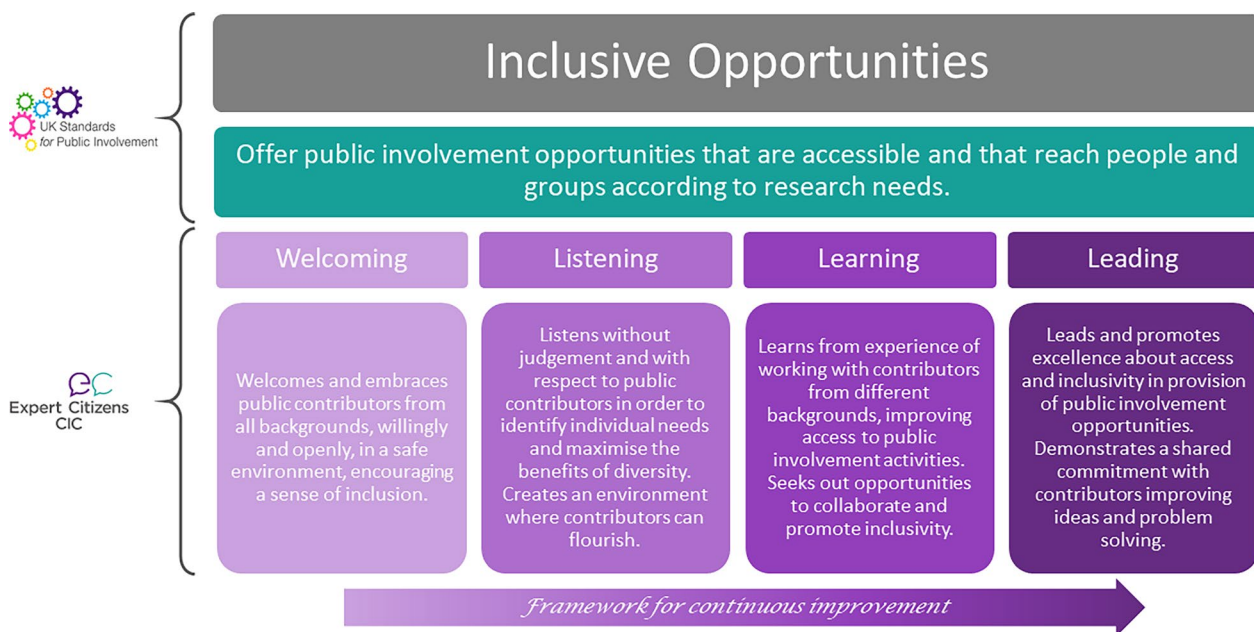 Inclusive Opportunities
UK Standards
for Public Involvement
Offer public involvement opportunities that are accessible and that reach people and
groups according to research needs.
Welcoming
Listening
Learning
Leading
ec
Expert Citizens
CIC
Welcomes and embraces
public contributors from
all backgrounds, willingly
and openly, in a safe
environment, encouraging
a sense of inclusion.
Listens without
judgement and with
respect to public
contributors in order to
identify individual needs
and maximise the
benefits of diversity.
Creates an environment
where contributors can
flourish.
Learns from experience of
working with contributors
from different
backgrounds, improving
access to public
involvement activities.
Seeks out opportunities
to collaborate and
promote inclusivity.
Leads and promotes
excellence about access
and inclusivity in provision
of public involvement
opportunities.
Demonstrates a shared
commitment with
contributors improving
ideas and problem
solving.
Framework for continuous improvement